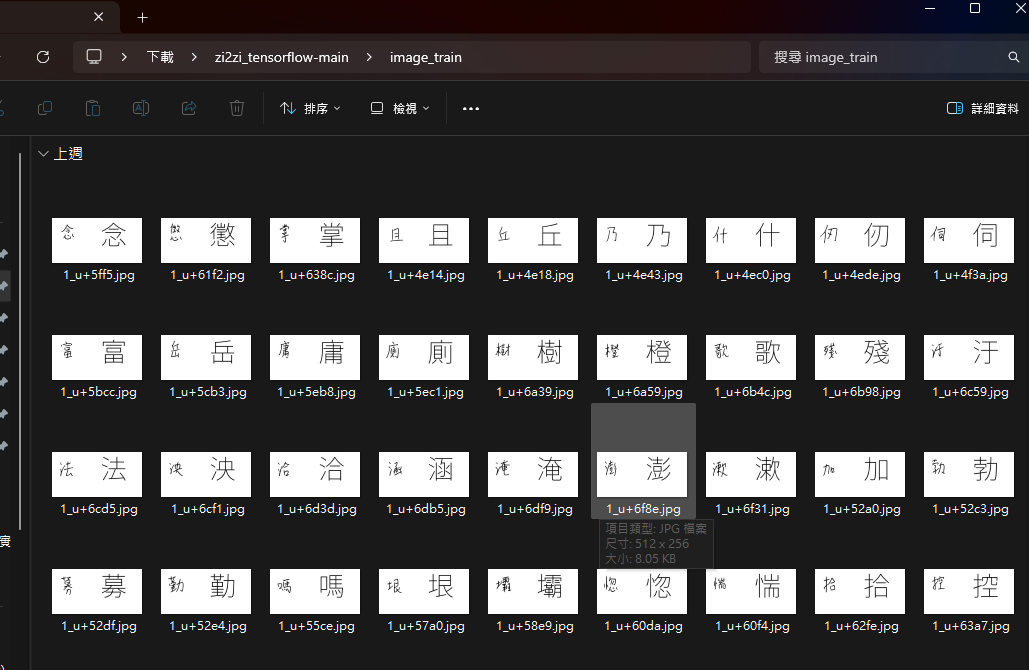 下載 > zi2zi_tensorflow-main > image_train
搜尋 image_train
排序
檢視
詳細資料
上週
念 念 懲 懲 掌 掌 且 且 丘 丘 乃 乃 什 什 仞 仞 伺 伺
1_u+5ff5.jpg 1_u+61f2.jpg 1_u+638c.jpg 1_u+4e14.jpg 1_u+4e18.jpg 1_u+4e43.jpg 1_u+4ec0.jpg 1_u+4ede.jpg 1_u+4f3a.jpg
富 富 岳 岳 庸 庸 廁 廁 樹 樹 橙 橙 歌 歌 殘 殘 汙 汙
1_u+5bcc.jpg 1_u+5cb3.jpg 1_u+5eb8.jpg 1_u+5ec1.jpg 1_u+6a39.jpg 1_u+6a59.jpg 1_u+6b4c.jpg 1_u+6b98.jpg 1_u+6c59.jpg
法 法 泱 泱 洽 洽 涵 涵 淹 淹 澎 澎 漱 漱 加 加 勃 勃
1_u+6cd5.jpg 1_u+6cf1.jpg 1_u+6d3d.jpg 1_u+6db5.jpg 1_u+6df9.jpg 1_u+6f8e.jpg 1_u+6f31.jpg 1_u+52a0.jpg 1_u+52c3.jpg
項目類型: JPG 檔案
尺寸: 512 x 256
大小: 8.05 KB
實
募 募 勤 勤 嗎 嗎 垠 垠 壩 壩 惚 惚 惴 惴 拾 拾 控 控
1_u+52df.jpg 1_u+52e4.jpg 1_u+55ce.jpg 1_u+57a0.jpg 1_u+58e9.jpg 1_u+60da.jpg 1_u+60f4.jpg 1_u+62fe.jpg 1_u+63a7.jpg